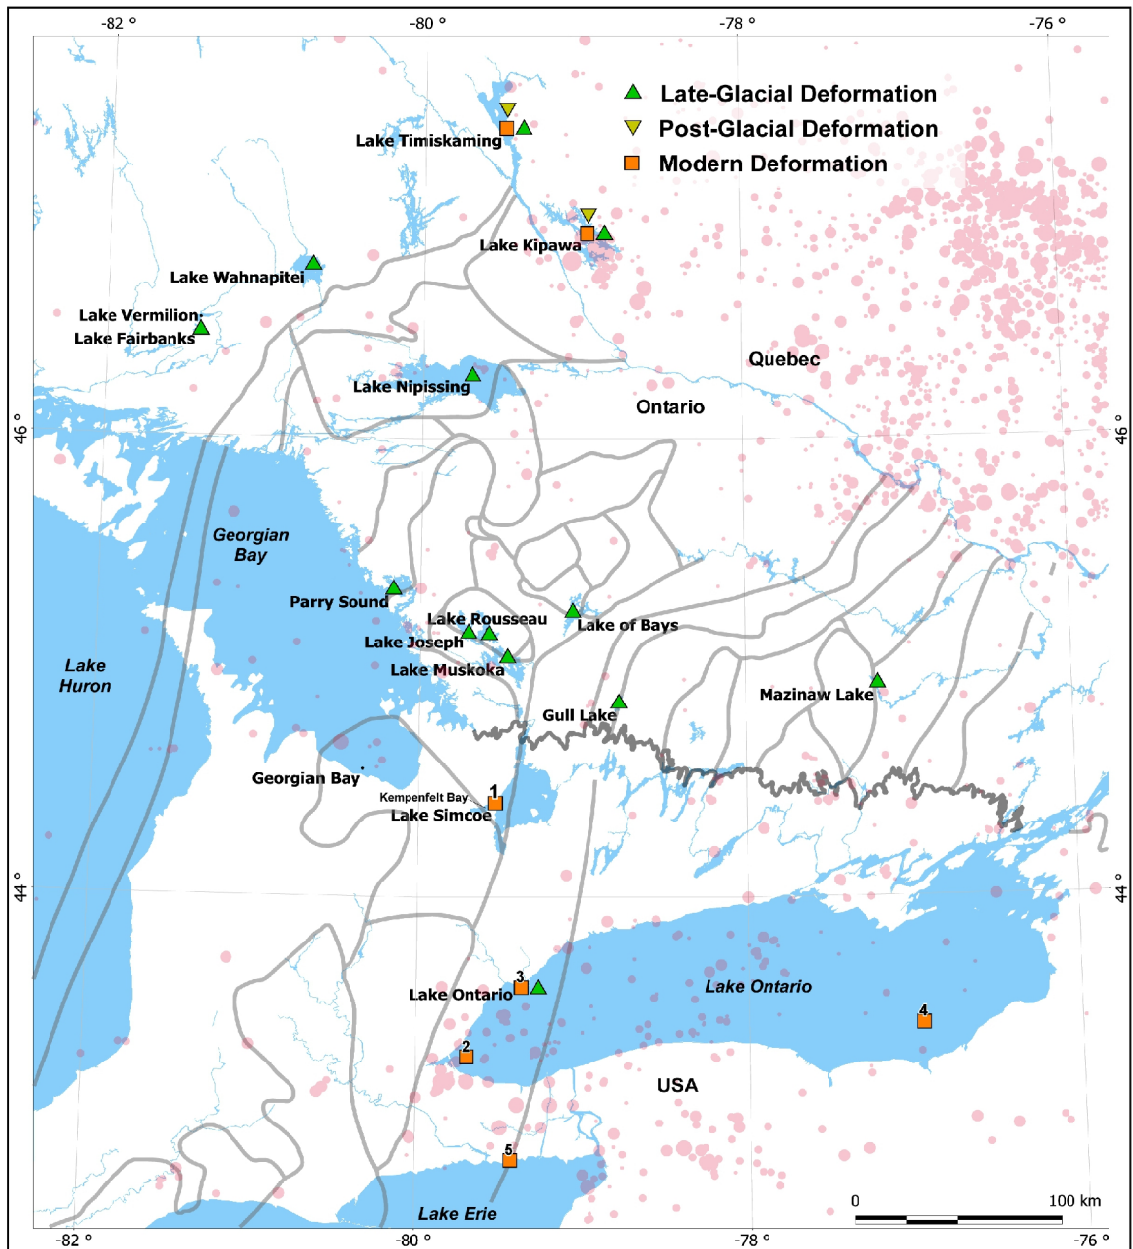 -82 °
-80 °
-78 °
-76 °
Late-Glacial Deformation
Post-Glacial Deformation
Modern Deformation
Lake Timiskaming
Lake Kipawa
Lake Wahnapitei
Lake Vermilion;
Lake Fairbanks
Quebec
Lake Nipissing
Ontario
46 °
46 °
Georgian
Bay
Parry Sound
Lake Rousseau
Lake of Bays
Lake Joseph
Lake Muskoka
Lake
Huron
Mazinaw Lake
Gull Lake
Georgian Bay
1
Kempenfelt Bay
Lake Simcoe
44 °
44 °
3
Lake Ontario
Lake Ontario
4
2
USA
5
0
100 km
Lake Erie
-82 °
-80 °
-78 °
-76 °